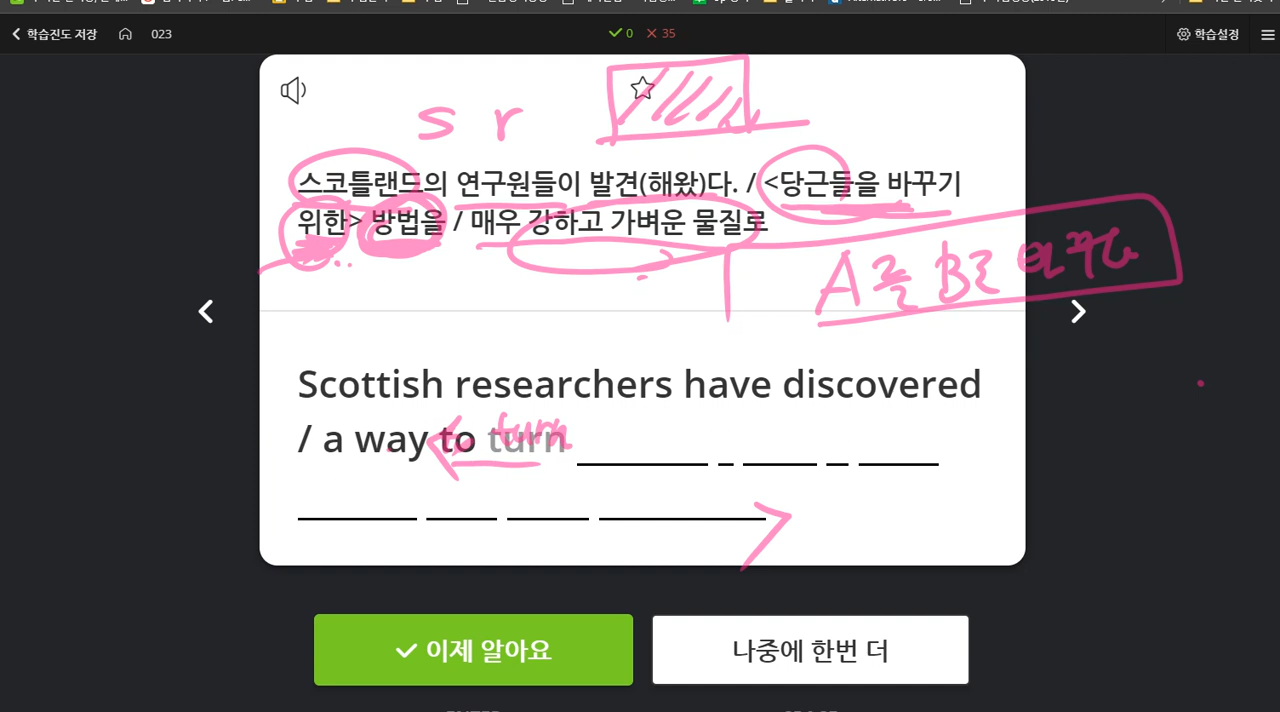 학습진도 저장 023 0 35 학습설정
s r
스코틀랜드의 연구원들이 발견(해왔)다. / <당근들을 바꾸기
위한> 방법을 / 매우 강하고 가벼운 물질로
A를 B로 바꾸다
Scottish researchers have discovered
to turn
/ a way to turn
이제 알아요 나중에 한번 더